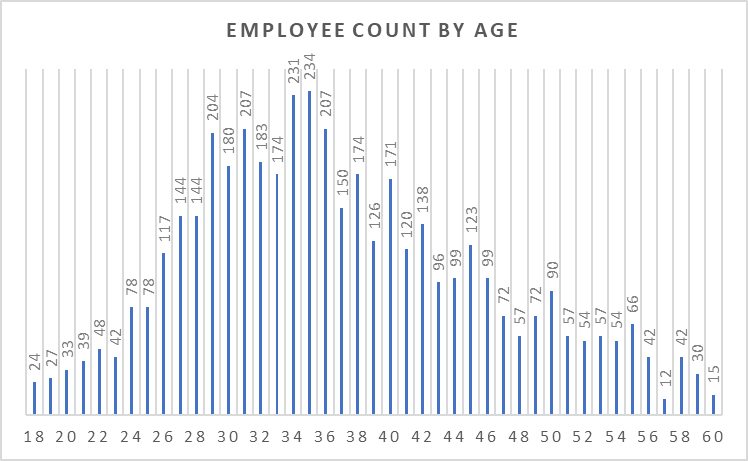 EMPLOYEE COUNT BY AGE
24 27 33 39 48 42 78 78 117 144 144 204 180 207 183 174 231 234 207 150 174 126 171 120 138 96 99 123 99 72 57 72 90 57 54 57 54 66 42 12 42 30 15
18 20 22 24 26 28 30 32 34 36 38 40 42 44 46 48 50 52 54 56 58 60